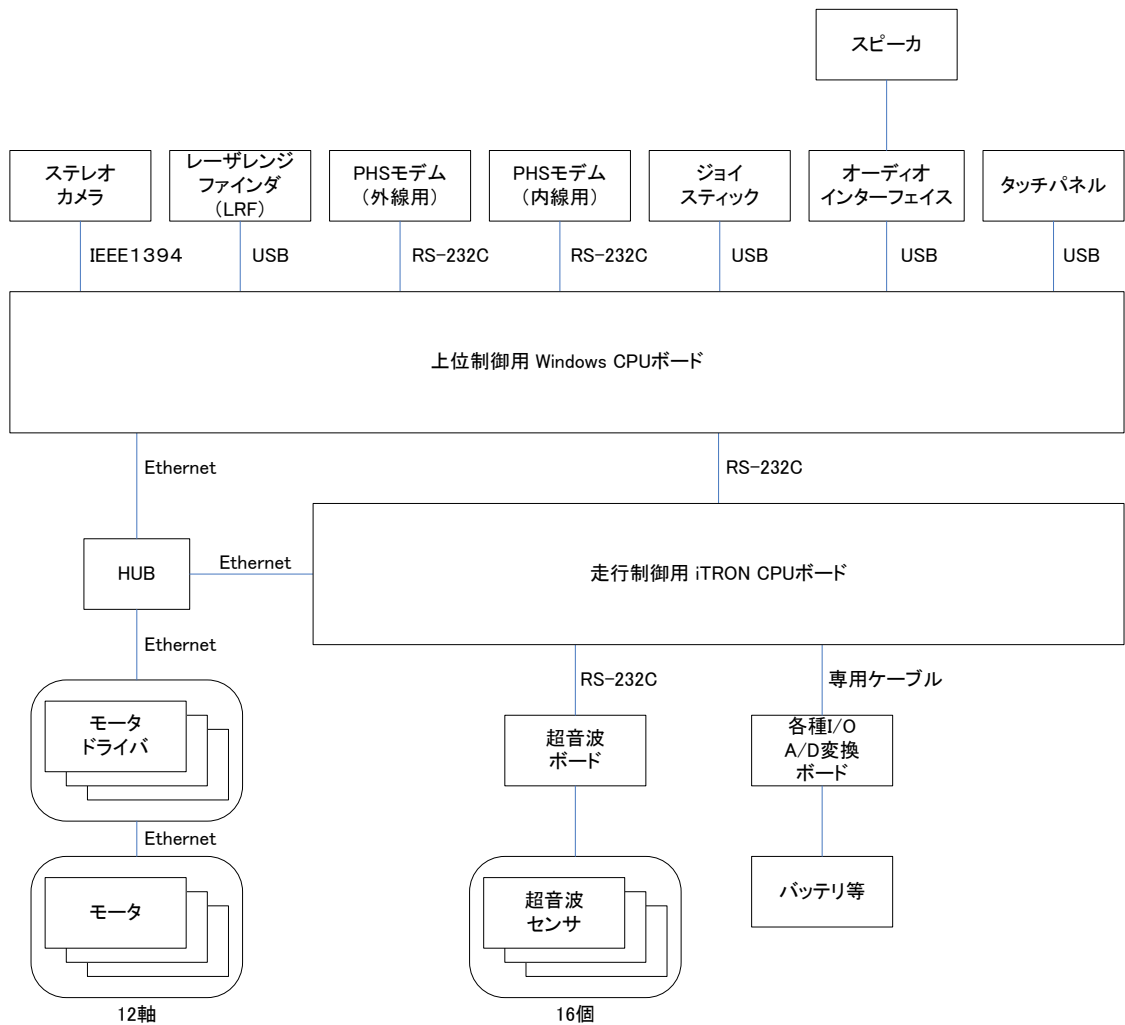 スピーカ
ステレオ
カメラ
レーザレンジ
ファインダ
(LRF)
PHSモデム
(外線用)
PHSモデム
(内線用)
ジョイ
スティック
オーディオ
インターフェイス
タッチパネル
IEEE1394
USB
RS-232C
RS-232C
USB
USB
USB
上位制御用 Windows CPUボード
Ethernet
RS-232C
HUB
Ethernet
走行制御用 iTRON CPUボード
Ethernet
RS-232C
専用ケーブル
モータ
ドライバ
超音波
ボード
各種I/O
A/D変換
ボード
Ethernet
モータ
超音波
センサ
バッテリ等
12軸
16個